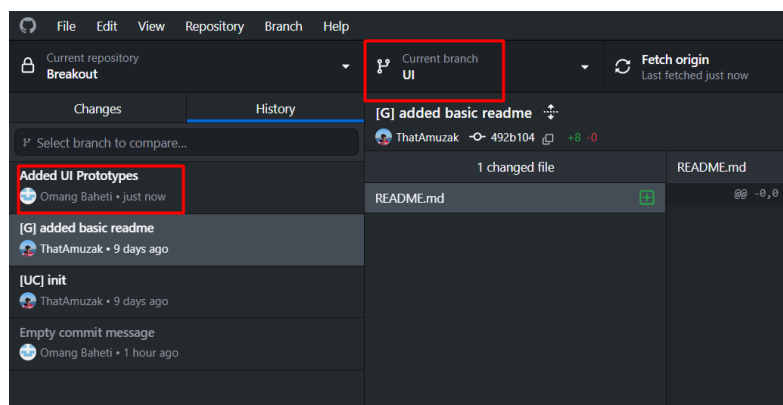 File Edit View Repository Branch Help
Current repository
Breakout
Current branch
UI
Fetch origin
Last fetched just now
Changes History
Select branch to compare...
Added UI Prototypes
Omang Baheti • just now
[G] added basic readme
ThatAmuzak • 9 days ago
[UC] init
ThatAmuzak • 9 days ago
Empty commit message
Omang Baheti • 1 hour ago
[G] added basic readme
ThatAmuzak 492b104 +8 -0
1 changed file
README.md
README.md
@@ -0,0